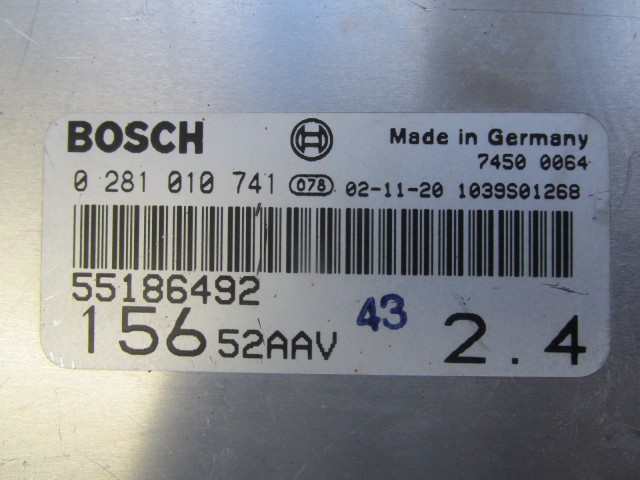 BOSCH
Made in Germany
7450 0064
0 281 010 741 078 02-11-20 1039S01268
55186492
43
156 52AAV 2.4